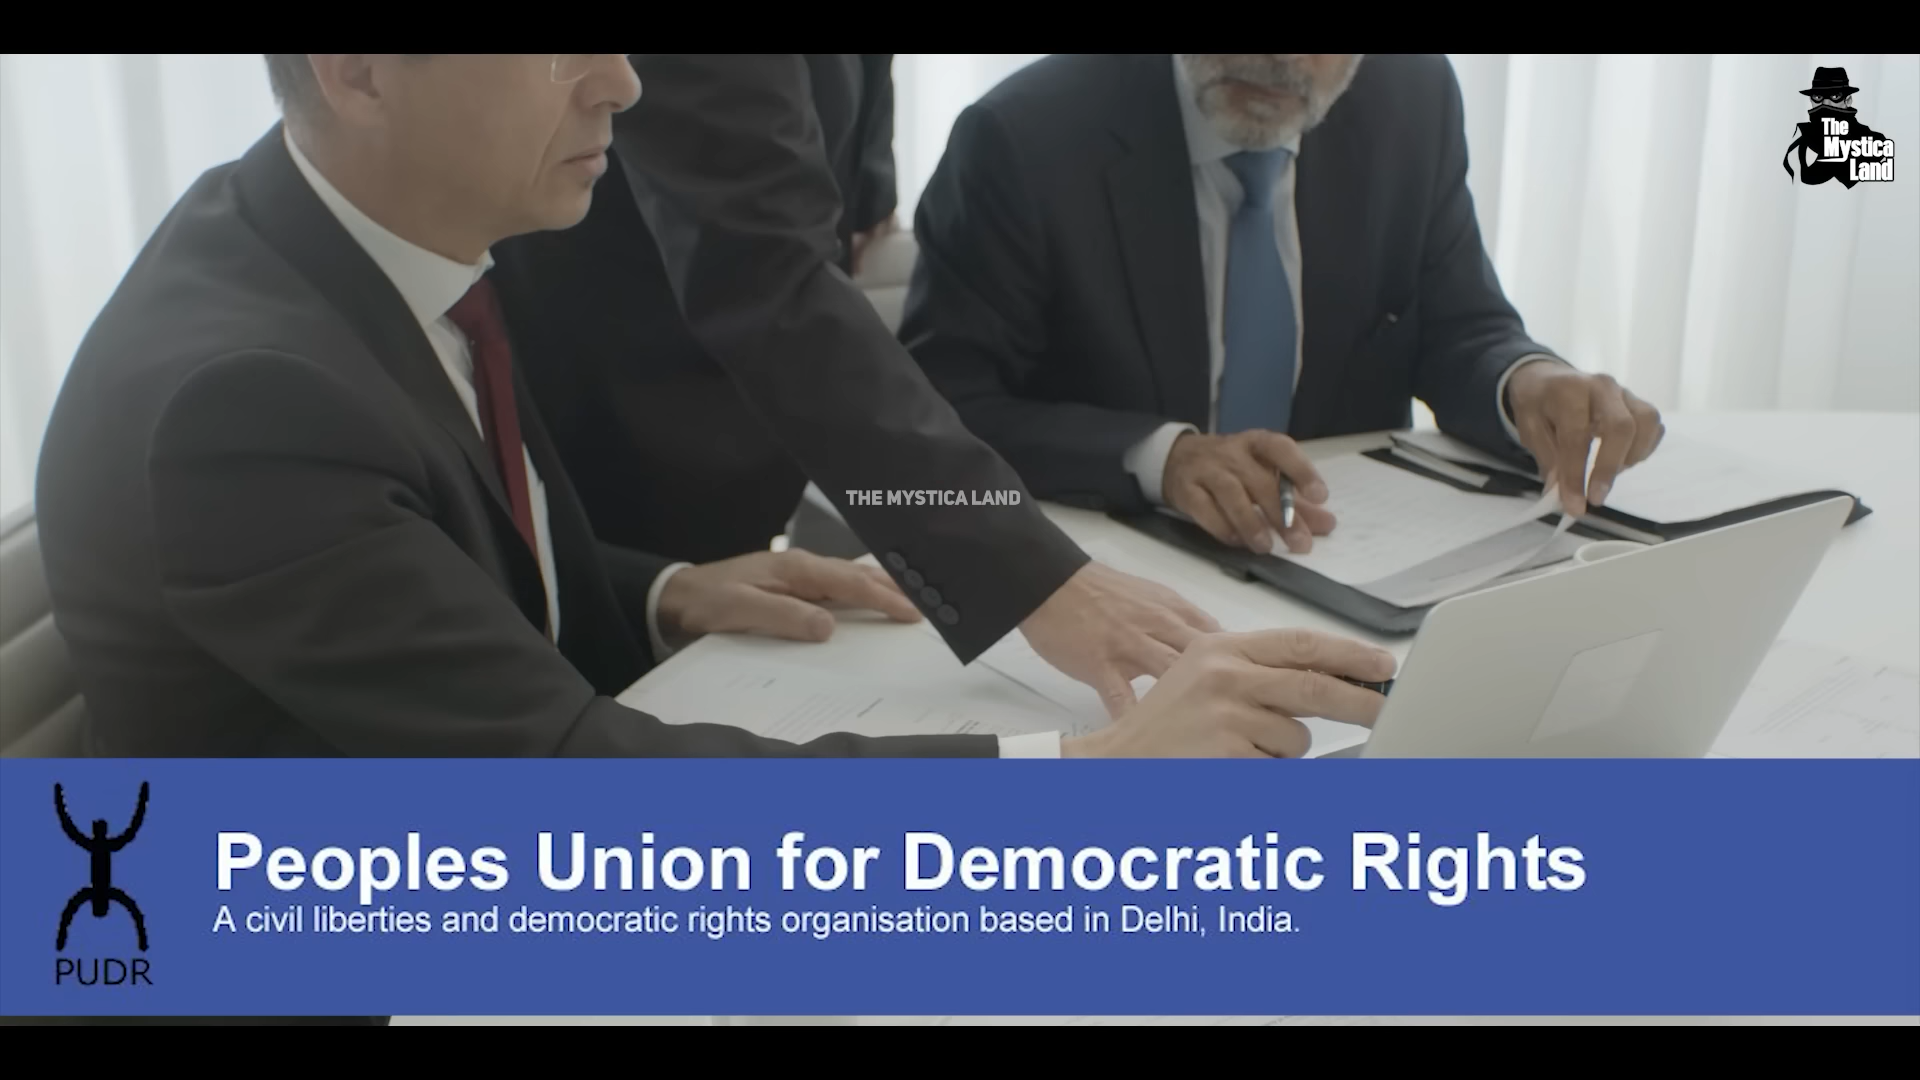 The
Mystica
Land
THE MYSTICA LAND
Peoples Union for Democratic Rights
A civil liberties and democratic rights organisation based in Delhi, India.
PUDR